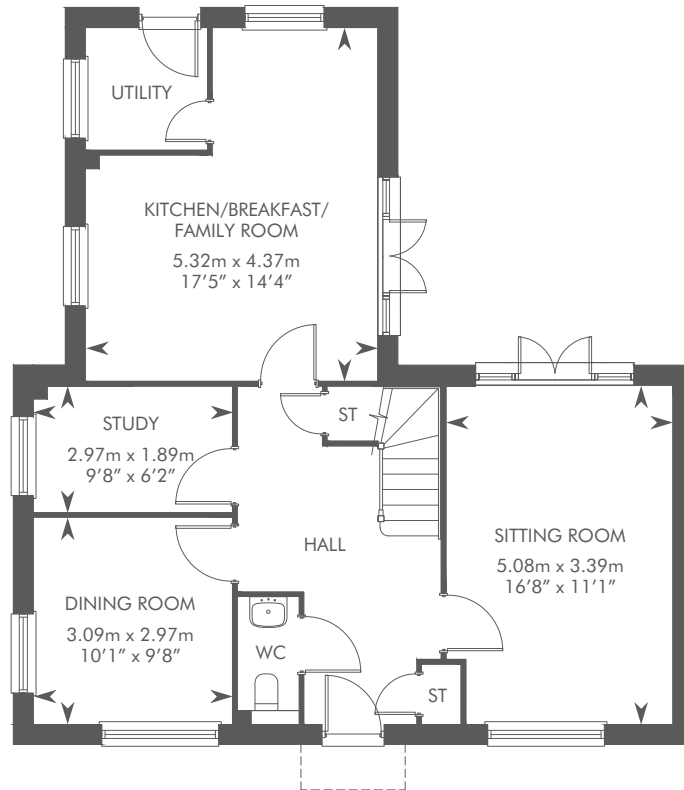 UTILITY
KITCHEN/BREAKFAST/
FAMILY ROOM
5.32m x 4.37m
17’5” x 14’4”
ST
STUDY
2.97m x 1.89m
9’8” x 6’2”
HALL
SITTING ROOM
5.08m x 3.39m
16’8” x 11’1”
DINING ROOM
3.09m x 2.97m
10’1” x 9’8”
WC
ST